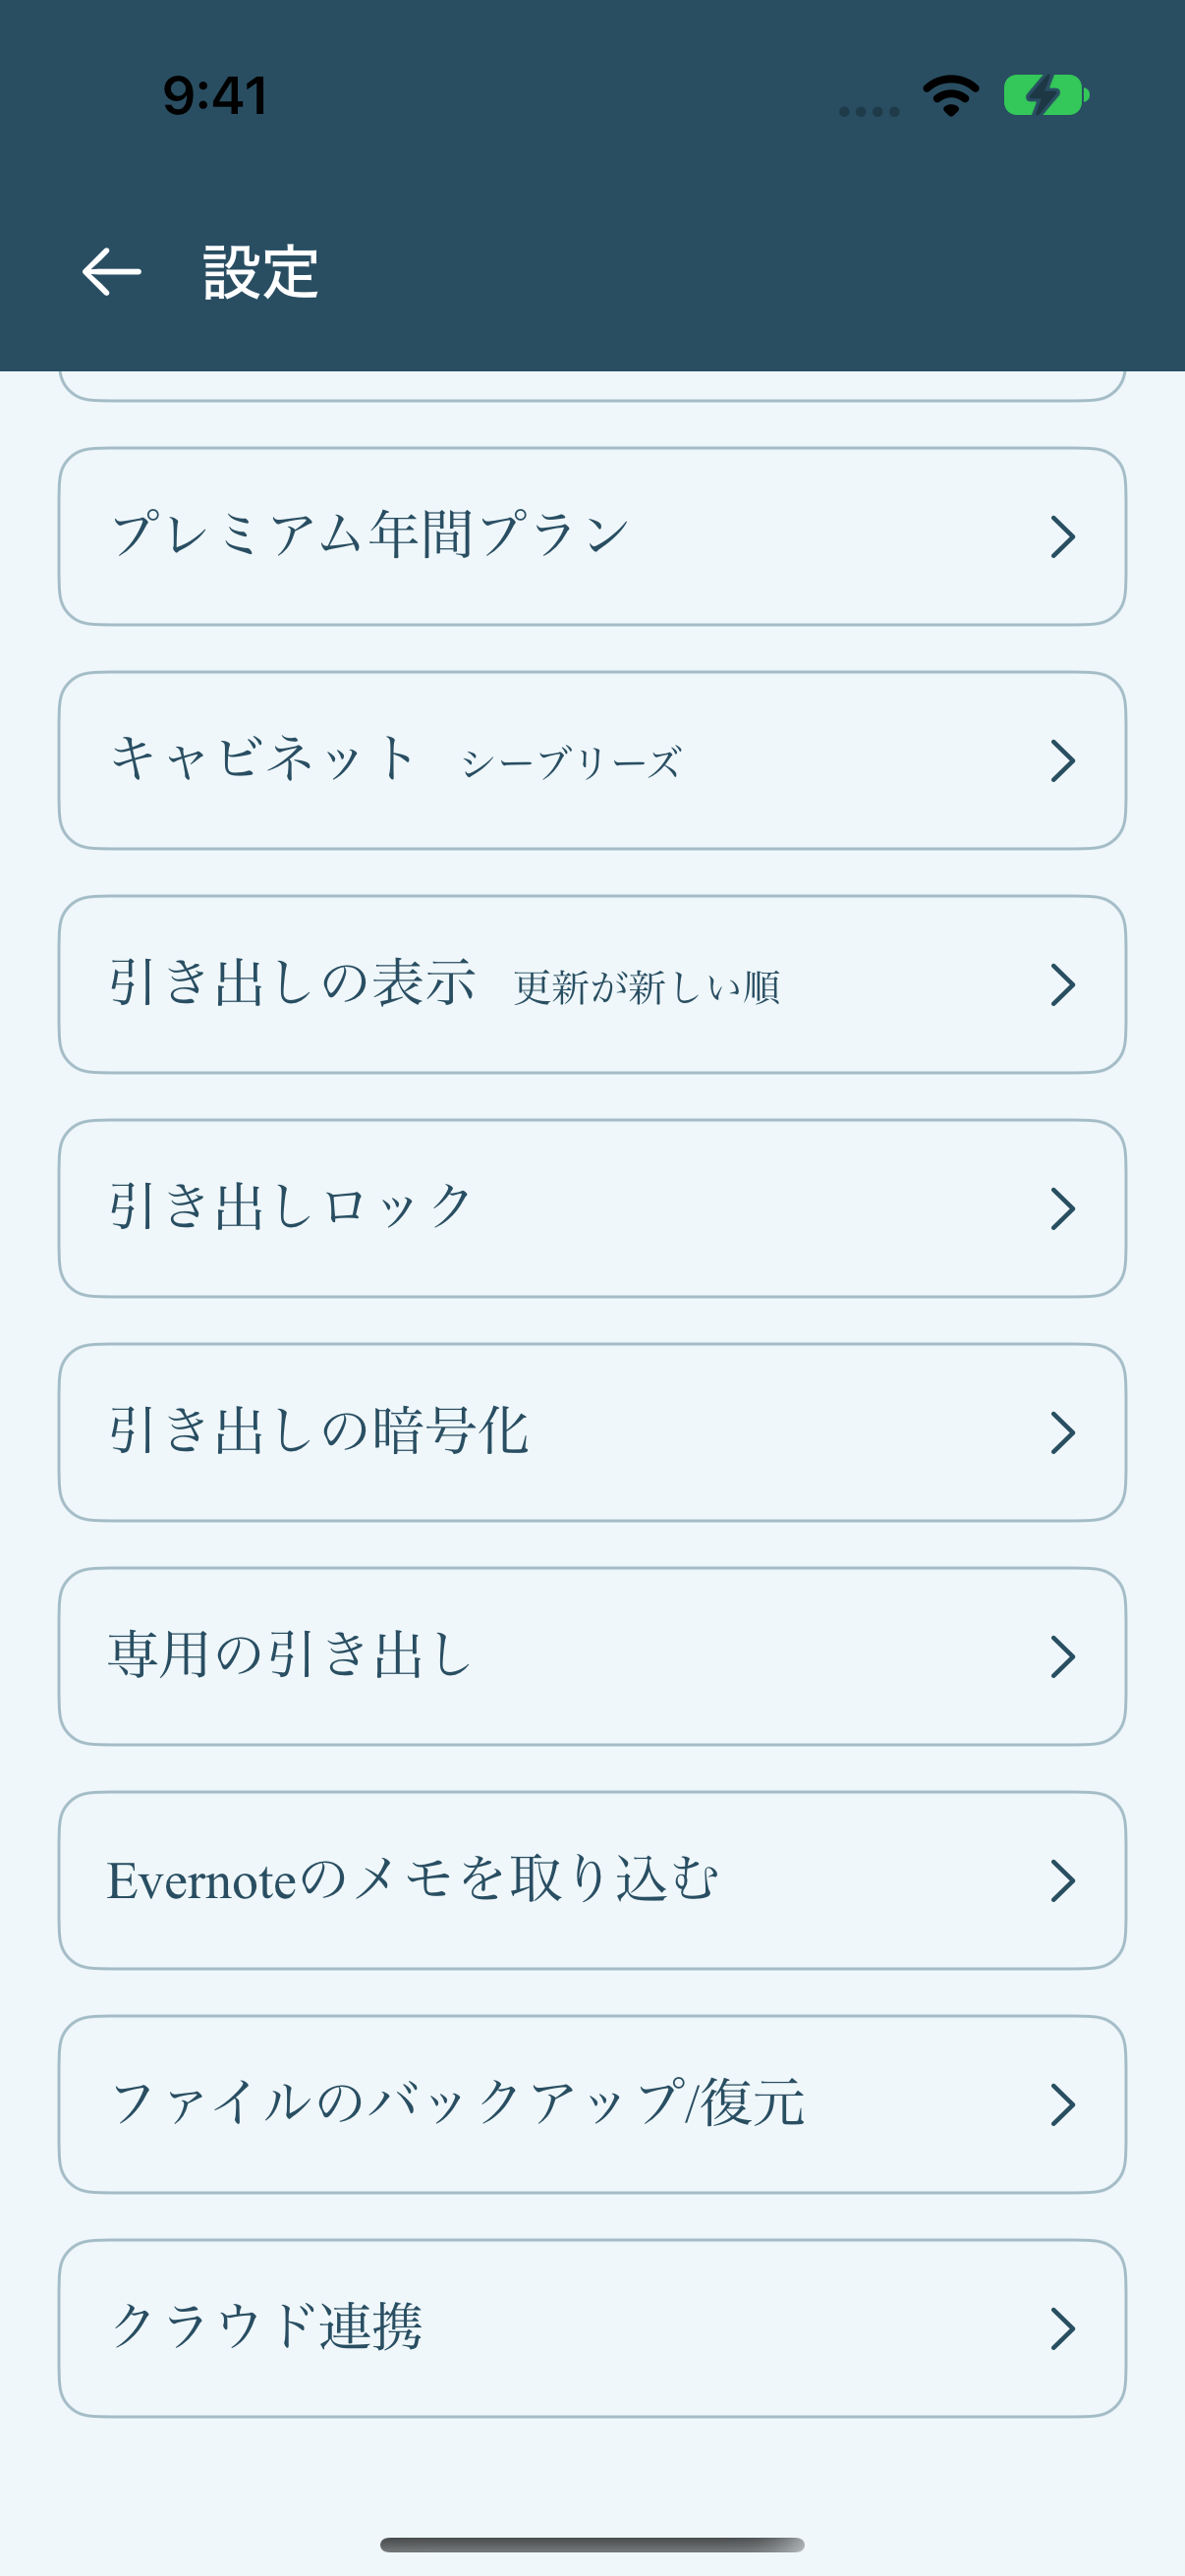 9:41
設定
プレミアム年間プラン
キャビネット シーブリーズ
引き出しの表示 更新が新しい順
引き出しロック
引き出しの暗号化
専用の引き出し
Evernoteのメモを取り込む
ファイルのバックアップ/復元
クラウド連携